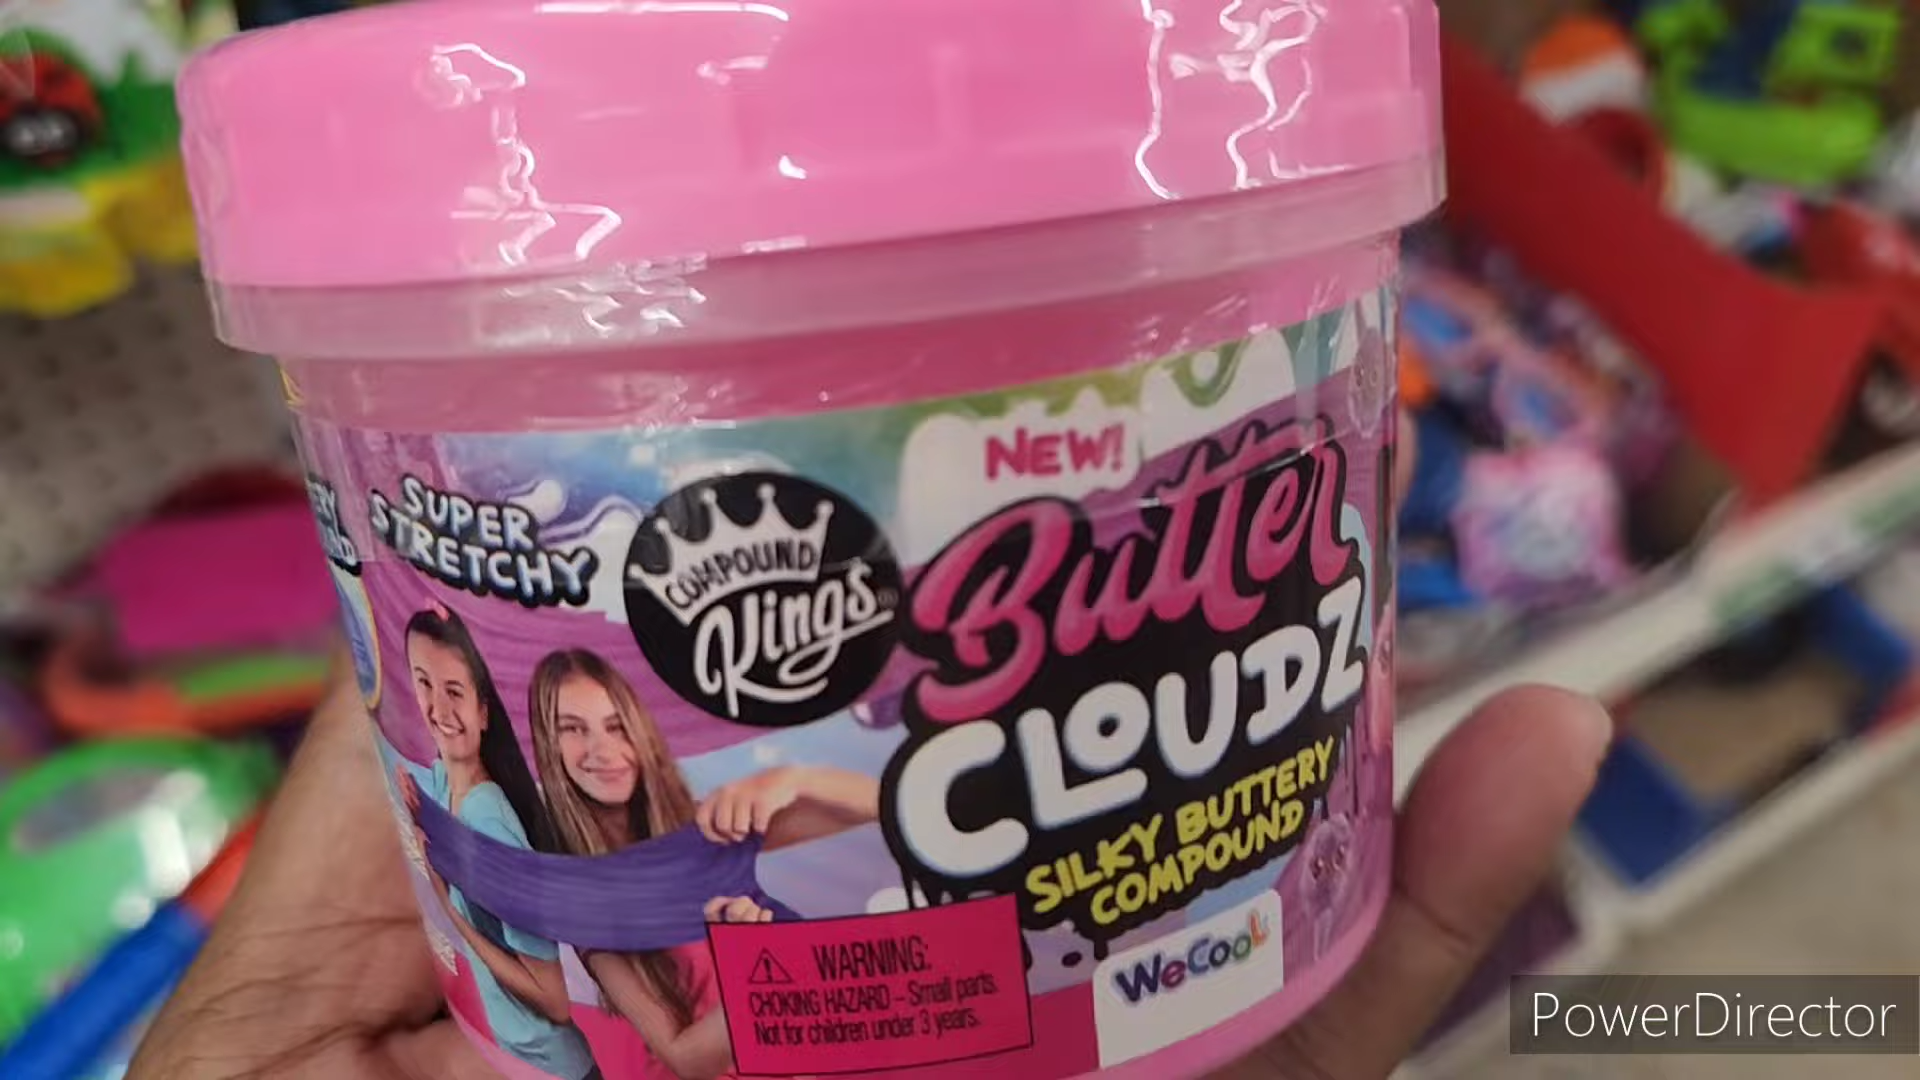 NEW!
SUPER
STRETCHY
COMPOUND
Kings
Butter
CLOUDZ
SILKY BUTTERY
COMPOUND
WARNING:
CHOKING HAZARD – Small parts.
Not for children under 3 years.
WeCool
PowerDirector